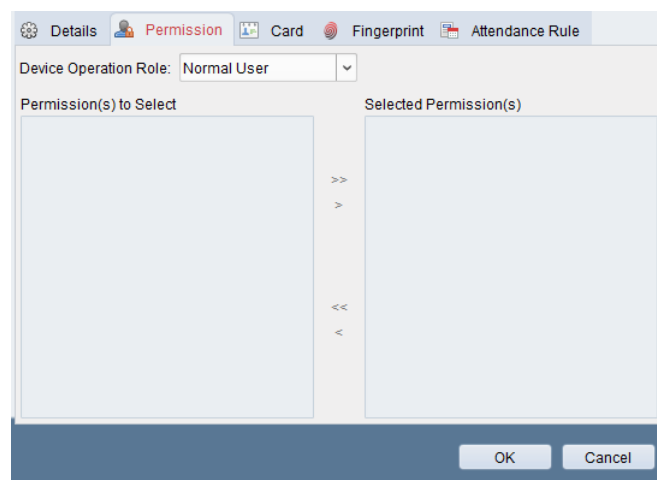 Details Permission Card Fingerprint Attendance Rule
Device Operation Role: Normal User
Permission(s) to Select Selected Permission(s)
>>
>
<<
<
OK Cancel